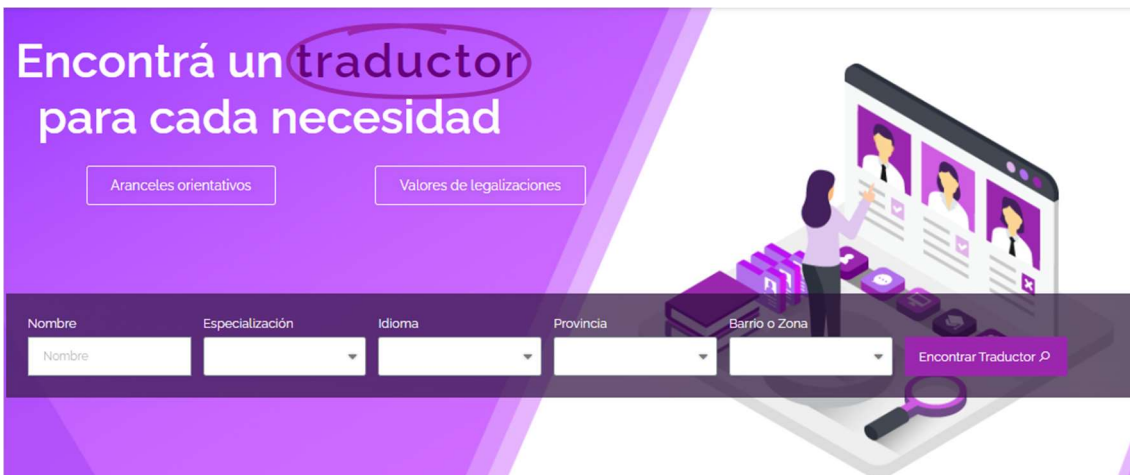 Encontrá un traductor
para cada necesidad
Aranceles orientativos
Valores de legalizaciones
Nombre
Especialización
Idioma
Provincia
Barrio o Zona
Nombre
Encontrar Traductor